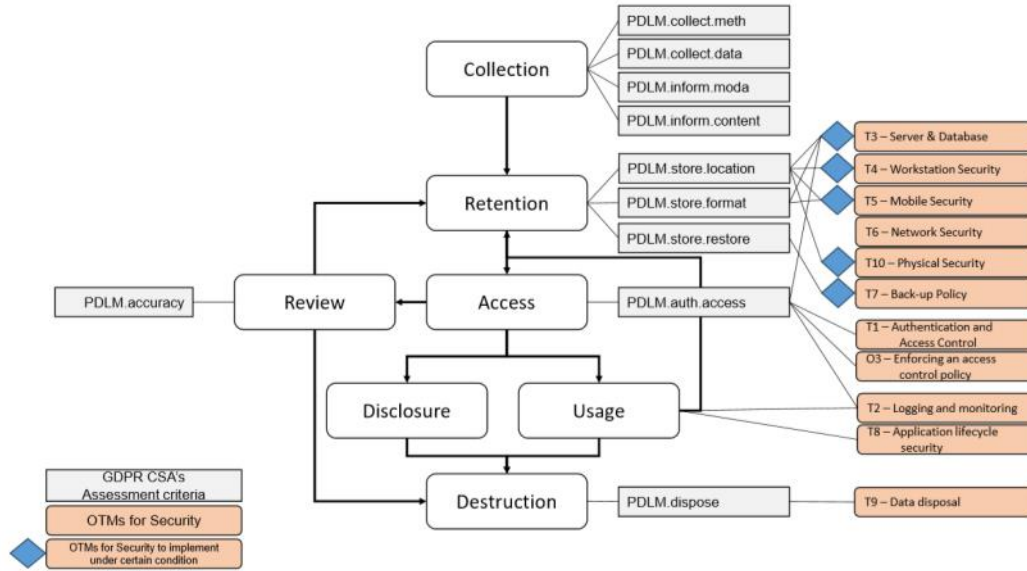 PDLM.collect.meth
PDLM.collect.data
Collection
PDLM.inform.moda
PDLM.inform.content
T3 – Server & Database
PDLM.store.location
T4 – Workstation Security
Retention
PDLM.store.format
T5 – Mobile Security
PDLM.store.restore
T6 – Network Security
T10 – Physical Security
T7 – Back-up Policy
PDLM.accuracy
Review
Access
PDLM.auth.access
T1 – Authentication and
Access Control
O3 – Enforcing an access
control policy
Disclosure
Usage
T2 – Logging and monitoring
T8 – Application lifecycle
security
GDPR CSA's
Assessment criteria
Destruction
PDLM.dispose
T9 – Data disposal
OTMs for Security
OTMs for Security to implement
under certain condition